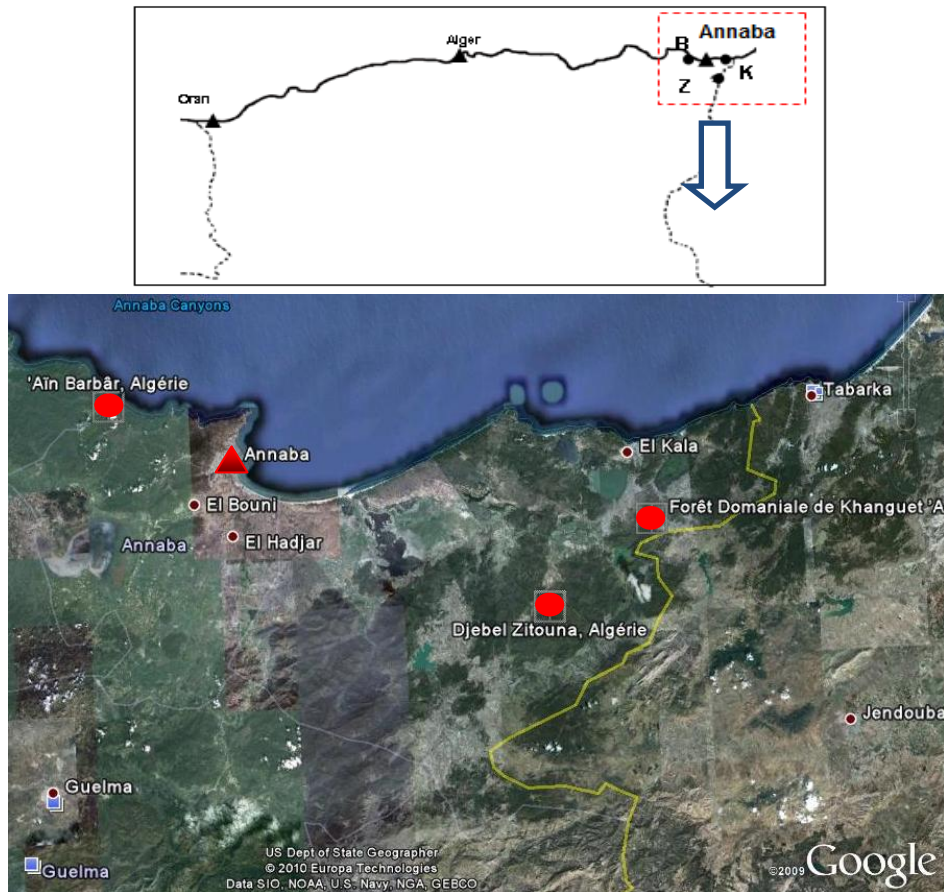 Alger
Annaba
B
K
Z
Oran
Annaba Canyons
'Aïn Barbâr, Algérie
Tabarka
Annaba
El Kala
El Bouni
Forêt Domaniale de Khanguet 'A
Annaba
El Hadjar
Djebel Zitouna, Algérie
Jendouba
Guelma
US Dept of State Geographer
© 2010 Europa Technologies
Data SIO, NOAA, U.S. Navy, NGA, GEBCO
©2009 Google
Guelma